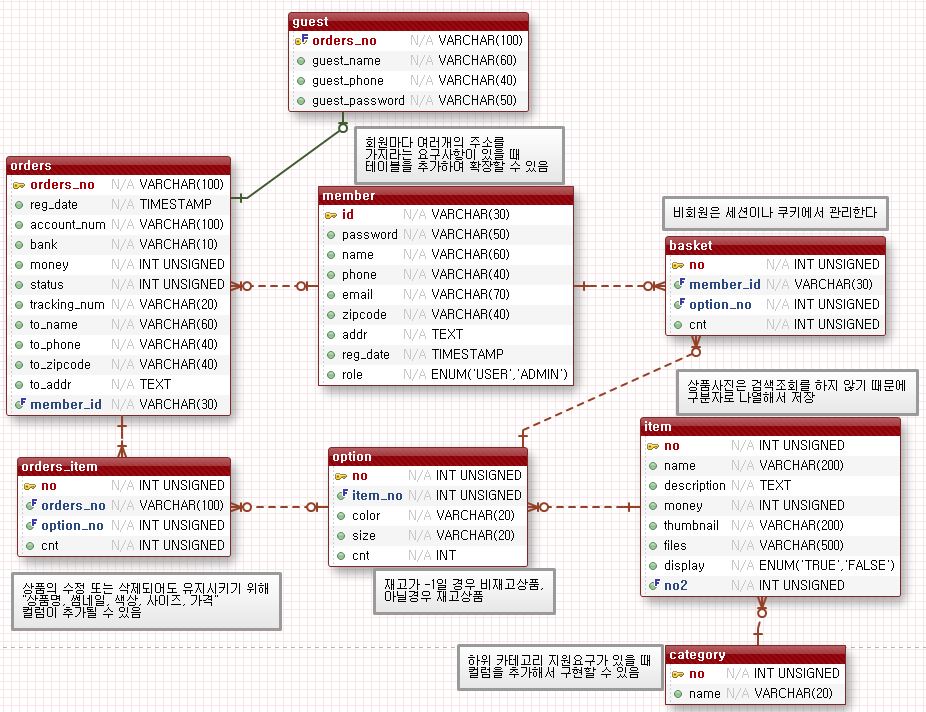 guest
orders_no N/A VARCHAR(100)
guest_name N/A VARCHAR(60)
guest_phone N/A VARCHAR(40)
guest_password N/A VARCHAR(50)
회원마다 여러개의 주소를
가지라는 요구사항이 있을 때
테이블을 추가하며 확장할 수 있음
orders
orders_no N/A VARCHAR(100)
reg_date N/A TIMESTAMP
account_num N/A VARCHAR(100)
bank N/A VARCHAR(10)
money N/A INT UNSIGNED
status N/A INT UNSIGNED
tracking_num N/A VARCHAR(20)
to_name N/A VARCHAR(60)
to_phone N/A VARCHAR(40)
to_zipcode N/A VARCHAR(40)
to_addr N/A TEXT
member_id N/A VARCHAR(30)
member
id N/A VARCHAR(30)
password N/A VARCHAR(50)
name N/A VARCHAR(60)
phone N/A VARCHAR(40)
email N/A VARCHAR(70)
zipcode N/A VARCHAR(40)
addr N/A TEXT
reg_date N/A TIMESTAMP
role N/A ENUM('USER','ADMIN')
비회원은 세션이나 쿠키에서 관리한다
basket
no N/A INT UNSIGNED
member_id N/A VARCHAR(30)
option_no N/A INT UNSIGNED
cnt N/A INT UNSIGNED
상품사진은 검색조회를 하지 않기 때문에
구분자로 나열해서 저장
orders_item
no N/A INT UNSIGNED
orders_no N/A VARCHAR(100)
option_no N/A INT UNSIGNED
cnt N/A INT UNSIGNED
상품의 수정 또는 삭제되어도 유지시키기 위해
"상품명, 썸네일, 색상, 사이즈, 가격"
컬럼이 추가될 수 있음
option
no N/A INT UNSIGNED
item_no N/A INT UNSIGNED
color N/A VARCHAR(20)
size N/A VARCHAR(20)
cnt N/A INT
재고가 -1일 경우 비재고상품,
아닐경우 재고상품
item
no N/A INT UNSIGNED
name N/A VARCHAR(200)
description N/A TEXT
money N/A INT UNSIGNED
thumbnail N/A VARCHAR(200)
files N/A VARCHAR(500)
display N/A ENUM('TRUE','FALSE')
no2 N/A INT UNSIGNED
하위 카테고리 지원요구가 있을 때
컬럼을 추가해서 구현할 수 있음
category
no N/A INT UNSIGNED
name N/A VARCHAR(20)